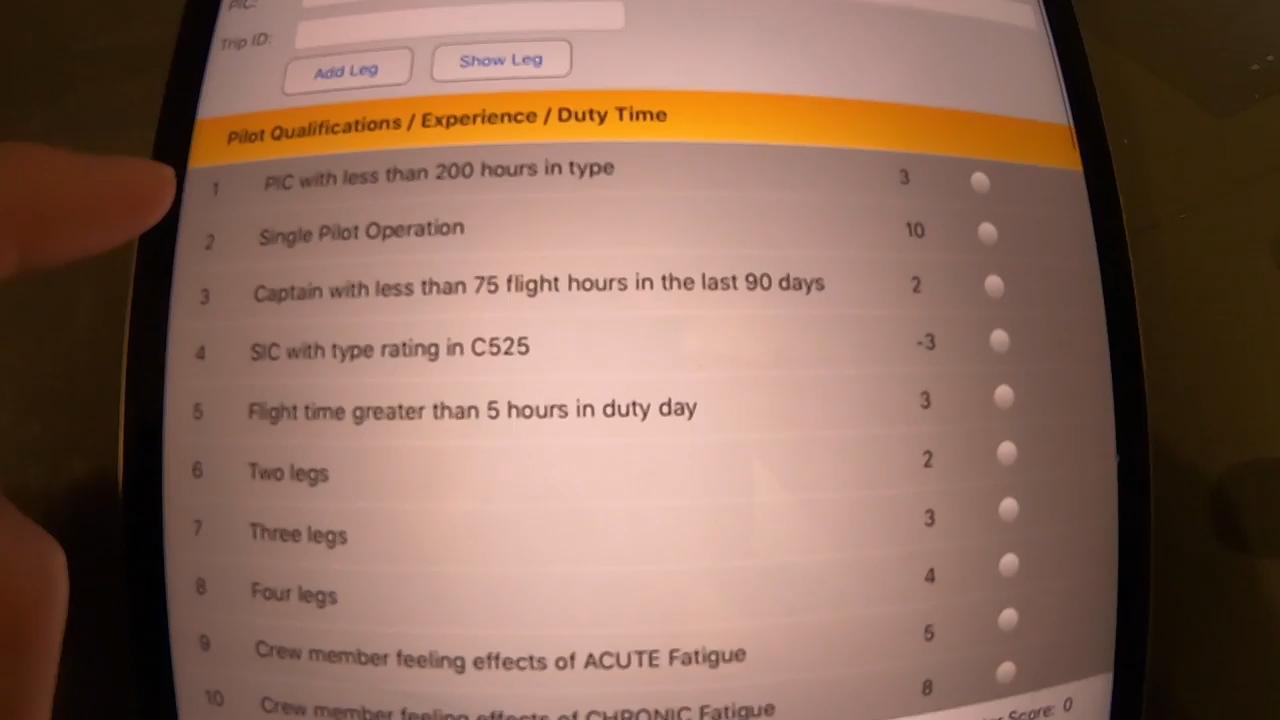 PIC:
Trip ID:
Add Leg Show Leg
Pilot Qualifications / Experience / Duty Time
1 PIC with less than 200 hours in type 3
2 Single Pilot Operation 10
3 Captain with less than 75 flight hours in the last 90 days 2
4 SIC with type rating in C525 -3
5 Flight time greater than 5 hours in duty day 3
6 Two legs 2
7 Three legs 3
8 Four legs 4
9 Crew member feeling effects of ACUTE Fatigue 5
10 Crew member feeling effects of CHRONIC Fatigue 8
Score: 0